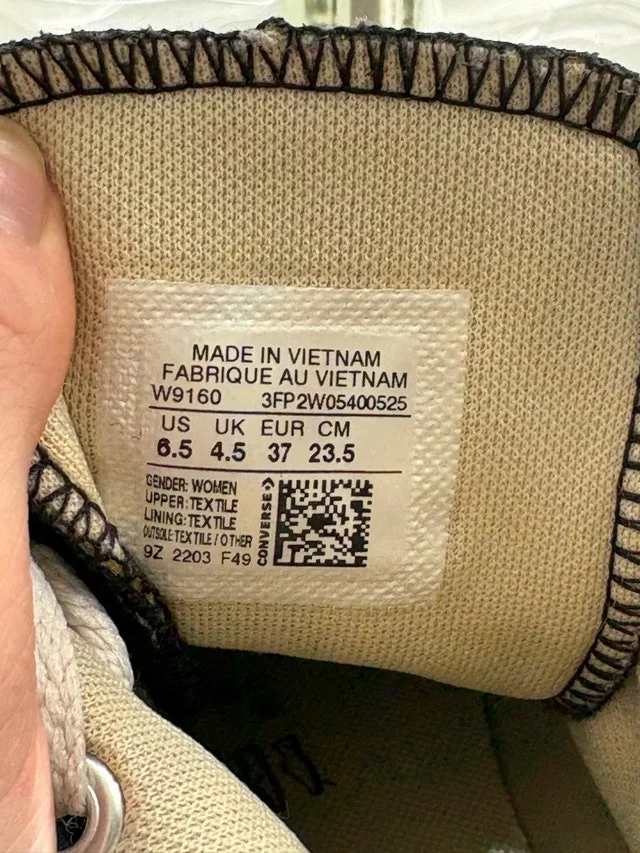 MADE IN VIETNAM
FABRIQUE AU VIETNAM
W9160 3FP2W05400525
US UK EUR CM
6.5 4.5 37 23.5
GENDER: WOMEN
UPPER: TEXTILE
LINING: TEXTILE
OUTSOLE: TEXTILE / OTHER
9Z 2203 F49
CONVERSE